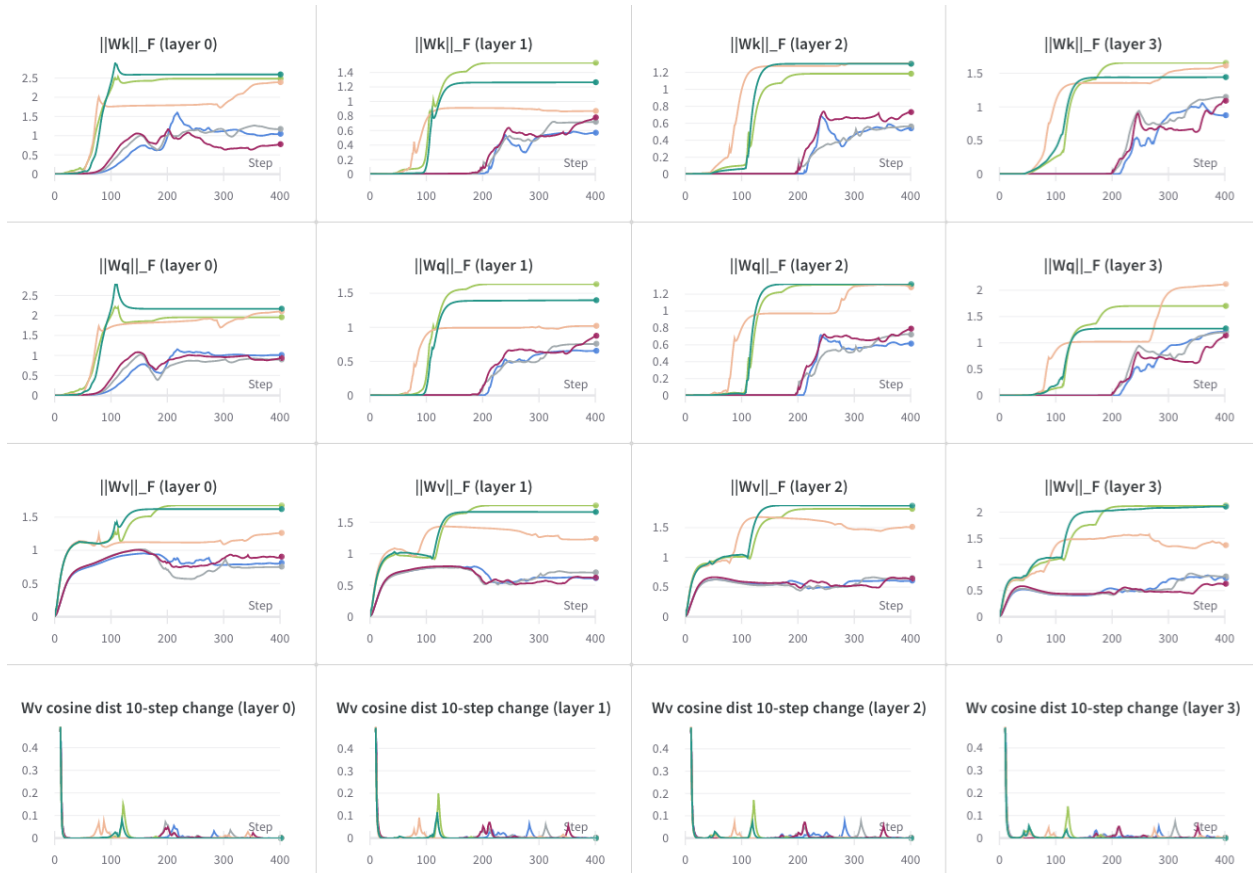 ||Wk||_F (layer 0)
2.5
2
1.5
1
0.5
0
Step
0 100 200 300 400
||Wk||_F (layer 1)
1.4
1.2
1
0.8
0.6
0.4
0.2
0
Step
0 100 200 300 400
||Wk||_F (layer 2)
1.2
1
0.8
0.6
0.4
0.2
0
Step
0 100 200 300 400
||Wk||_F (layer 3)
1.5
1
0.5
0
Step
0 100 200 300 400
||Wq||_F (layer 0)
2.5
2
1.5
1
0.5
0
Step
0 100 200 300 400
||Wq||_F (layer 1)
1.5
1
0.5
0
Step
0 100 200 300 400
||Wq||_F (layer 2)
1.2
1
0.8
0.6
0.4
0.2
0
Step
0 100 200 300 400
||Wq||_F (layer 3)
2
1.5
1
0.5
0
Step
0 100 200 300 400
||Wv||_F (layer 0)
1.5
1
0.5
0
Step
0 100 200 300 400
||Wv||_F (layer 1)
1.5
1
0.5
0
Step
0 100 200 300 400
||Wv||_F (layer 2)
1.5
1
0.5
0
Step
0 100 200 300 400
||Wv||_F (layer 3)
2
1.5
1
0.5
0
Step
0 100 200 300 400
Wv cosine dist 10-step change (layer 0)
0.4
0.3
0.2
0.1
0
Step
0 100 200 300 400
Wv cosine dist 10-step change (layer 1)
0.4
0.3
0.2
0.1
0
Step
0 100 200 300 400
Wv cosine dist 10-step change (layer 2)
0.4
0.3
0.2
0.1
0
Step
0 100 200 300 400
Wv cosine dist 10-step change (layer 3)
0.4
0.3
0.2
0.1
0
Step
0 100 200 300 400